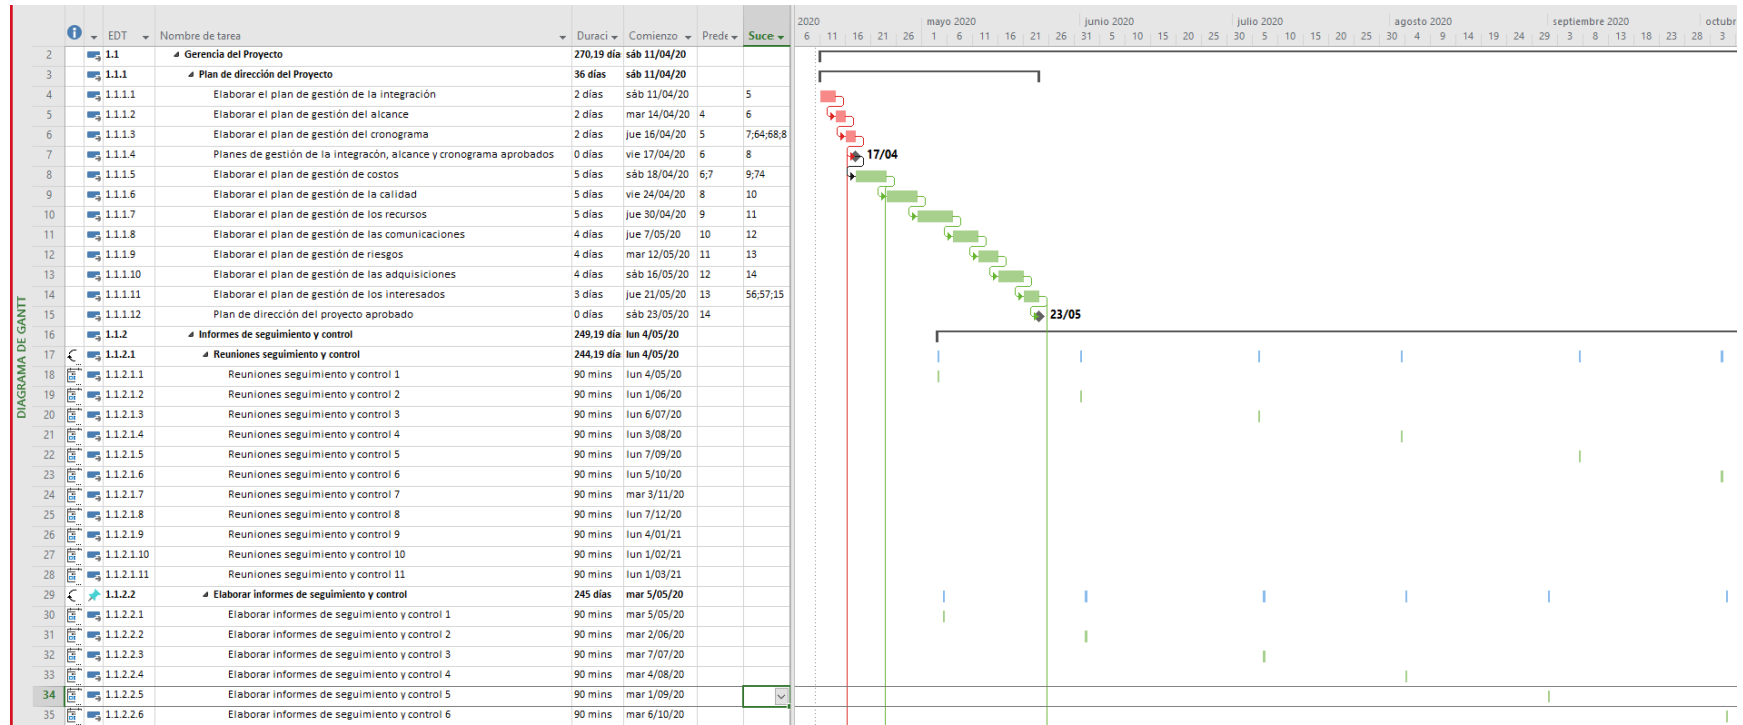 2020 mayo 2020 junio 2020 julio 2020 agosto 2020 septiembre 2020 octubr
EDT Nombre de tarea Duraci Comienzo Prede Suce 6 11 16 21 26 1 6 11 16 21 26 31 5 10 15 20 25 30 5 10 15 20 25 30 4 9 14 19 24 29 3 8 13 18 23 28 3
2 1.1 Gerencia del Proyecto 270,19 día sáb 11/04/20
3 1.1.1 Plan de dirección del Proyecto 36 días sáb 11/04/20
4 1.1.1.1 Elaborar el plan de gestión de la integración 2 días sáb 11/04/20 5
5 1.1.1.2 Elaborar el plan de gestión del alcance 2 días mar 14/04/20 4 6
6 1.1.1.3 Elaborar el plan de gestión del cronograma 2 días jue 16/04/20 5 7;64;68;8
7 1.1.1.4 Planes de gestión de la integracón, alcance y cronograma aprobados 0 días vie 17/04/20 6 8 17/04
8 1.1.1.5 Elaborar el plan de gestión de costos 5 días sáb 18/04/20 6;7 9;74
9 1.1.1.6 Elaborar el plan de gestión de la calidad 5 días vie 24/04/20 8 10
10 1.1.1.7 Elaborar el plan de gestión de los recursos 5 días jue 30/04/20 9 11
11 1.1.1.8 Elaborar el plan de gestión de las comunicaciones 4 días jue 7/05/20 10 12
12 1.1.1.9 Elaborar el plan de gestión de riesgos 4 días mar 12/05/20 11 13
13 1.1.1.10 Elaborar el plan de gestión de las adquisiciones 4 días sáb 16/05/20 12 14
14 1.1.1.11 Elaborar el plan de gestión de los interesados 3 días jue 21/05/20 13 56;57;15
15 1.1.1.12 Plan de dirección del proyecto aprobado 0 días sáb 23/05/20 14 23/05
16 1.1.2 Informes de seguimiento y control 249,19 día lun 4/05/20
17 1.1.2.1 Reuniones seguimiento y control 244,19 día lun 4/05/20
18 1.1.2.1.1 Reuniones seguimiento y control 1 90 mins lun 4/05/20
19 1.1.2.1.2 Reuniones seguimiento y control 2 90 mins lun 1/06/20
20 1.1.2.1.3 Reuniones seguimiento y control 3 90 mins lun 6/07/20
21 1.1.2.1.4 Reuniones seguimiento y control 4 90 mins lun 3/08/20
22 1.1.2.1.5 Reuniones seguimiento y control 5 90 mins lun 7/09/20
23 1.1.2.1.6 Reuniones seguimiento y control 6 90 mins lun 5/10/20
24 1.1.2.1.7 Reuniones seguimiento y control 7 90 mins mar 3/11/20
25 1.1.2.1.8 Reuniones seguimiento y control 8 90 mins lun 7/12/20
26 1.1.2.1.9 Reuniones seguimiento y control 9 90 mins lun 4/01/21
27 1.1.2.1.10 Reuniones seguimiento y control 10 90 mins lun 1/02/21
28 1.1.2.1.11 Reuniones seguimiento y control 11 90 mins lun 1/03/21
29 1.1.2.2 Elaborar informes de seguimiento y control 245 días mar 5/05/20
30 1.1.2.2.1 Elaborar informes de seguimiento y control 1 90 mins mar 5/05/20
31 1.1.2.2.2 Elaborar informes de seguimiento y control 2 90 mins mar 2/06/20
32 1.1.2.2.3 Elaborar informes de seguimiento y control 3 90 mins mar 7/07/20
33 1.1.2.2.4 Elaborar informes de seguimiento y control 4 90 mins mar 4/08/20
34 1.1.2.2.5 Elaborar informes de seguimiento y control 5 90 mins mar 1/09/20
35 1.1.2.2.6 Elaborar informes de seguimiento y control 6 90 mins mar 6/10/20
DIAGRAMA DE GANTT